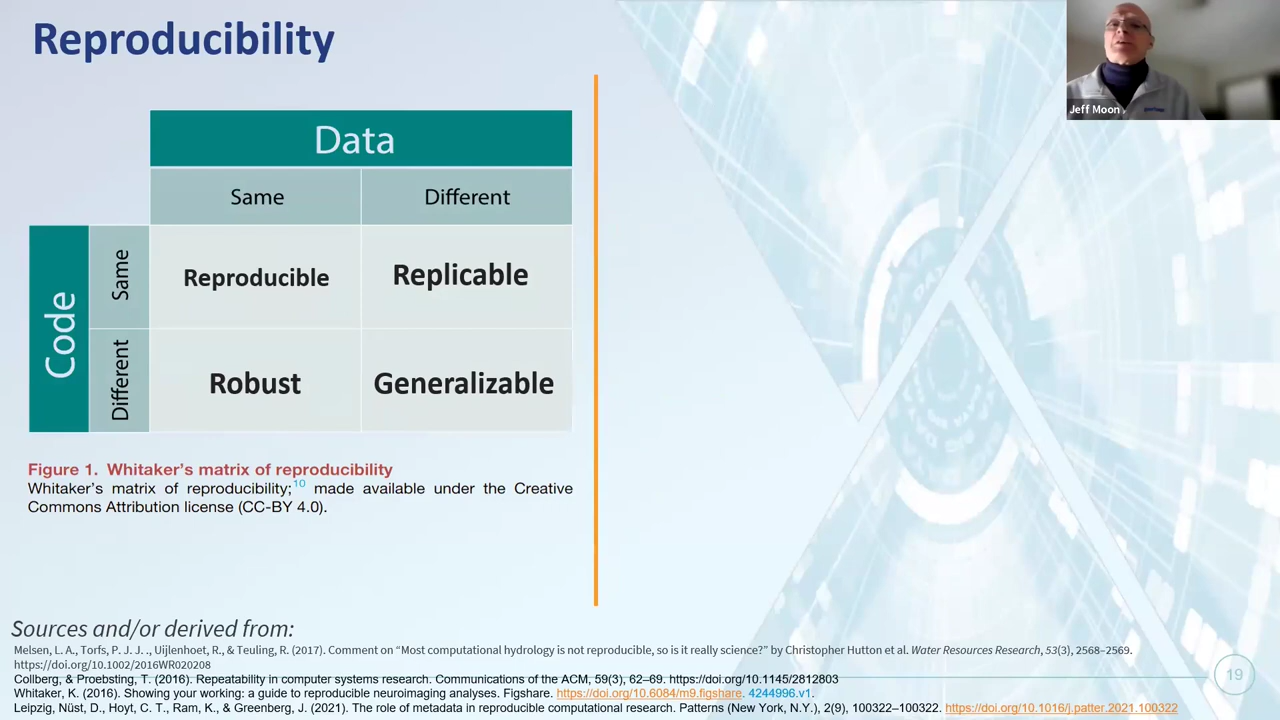 Reproducibility
Jeff Moon
Data
Same
Different
Code
Same
Reproducible
Replicable
Different
Robust
Generalizable
Figure 1. Whitaker's matrix of reproducibility
Whitaker's matrix of reproducibility;10 made available under the Creative
Commons Attribution license (CC-BY 4.0).
Sources and/or derived from:
Melsen, L. A., Torfs, P. J. J. ., Uijlenhoet, R., & Teuling, R. (2017). Comment on “Most computational hydrology is not reproducible, so is it really science?” by Christopher Hutton et al. Water Resources Research, 53(3), 2568–2569.
https://doi.org/10.1002/2016WR020208
Collberg, & Proebsting, T. (2016). Repeatability in computer systems research. Communications of the ACM, 59(3), 62–69. https://doi.org/10.1145/2812803
Whitaker, K. (2016). Showing your working: a guide to reproducible neuroimaging analyses. Figshare. https://doi.org/10.6084/m9.figshare. 4244996.v1.
Leipzig, Nüst, D., Hoyt, C. T., Ram, K., & Greenberg, J. (2021). The role of metadata in reproducible computational research. Patterns (New York, N.Y.), 2(9), 100322–100322. https://doi.org/10.1016/j.patter.2021.100322
19